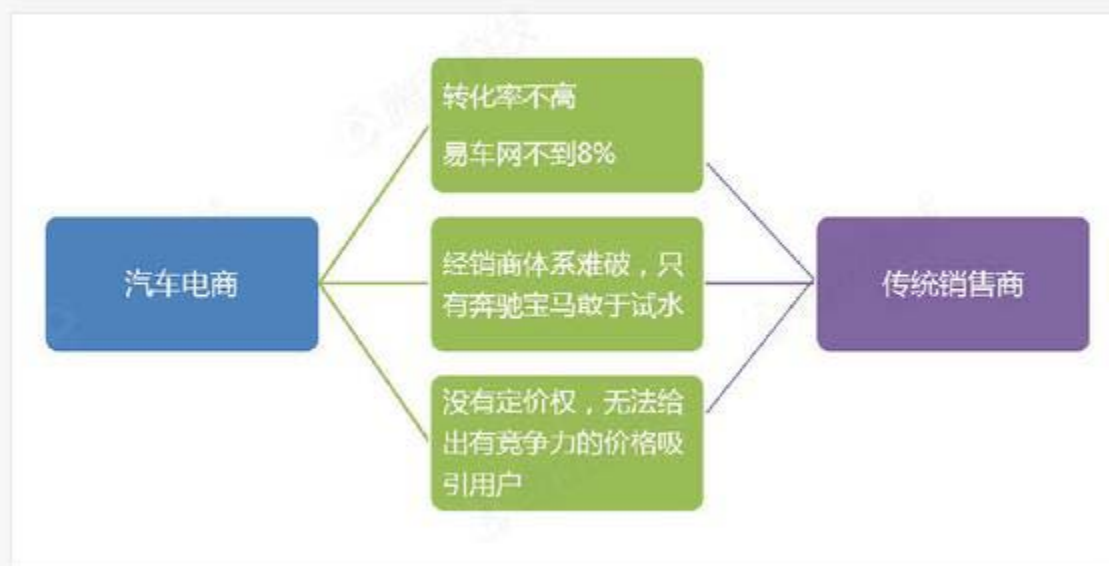 转化率不高
易车网不到8%
汽车电商
经销商体系难破，只
有奔驰宝马敢于试水
传统销售商
没有定价权，无法给
出有竞争力的价格吸
引用户